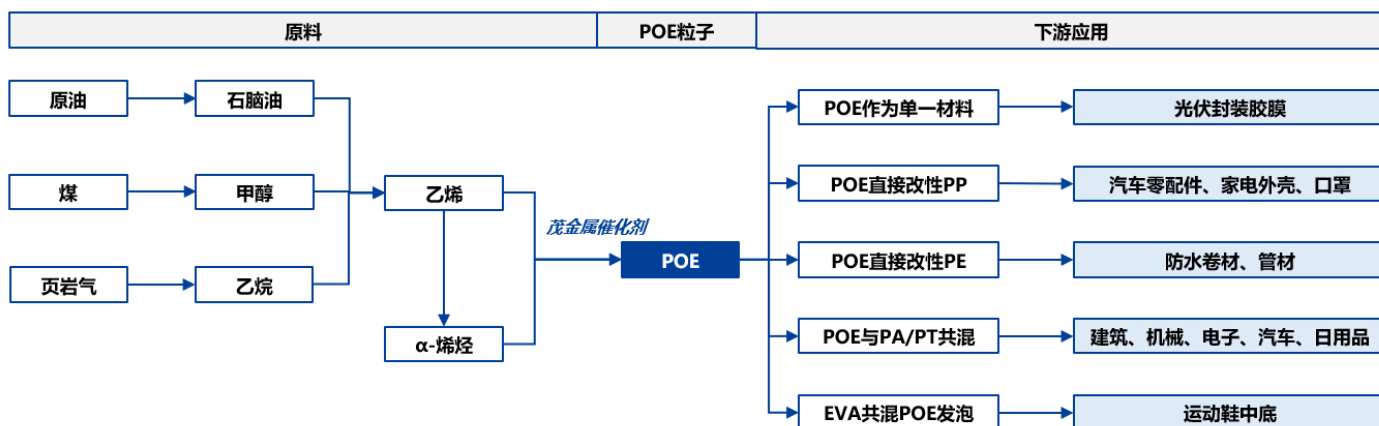 原料
POE粒子
下游应用
原油
石脑油
煤
甲醇
页岩气
乙烷
乙烯
α-烯烃
茂金属催化剂
POE
POE作为单一材料
光伏封装胶膜
POE直接改性PP
汽车零配件、家电外壳、口罩
POE直接改性PE
防水卷材、管材
POE与PA/PT共混
建筑、机械、电子、汽车、日用品
EVA共混POE发泡
运动鞋中底